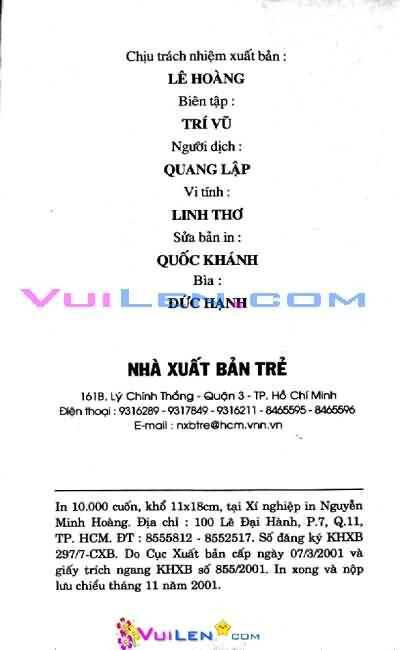 Chịu trách nhiệm xuất bản :
LÊ HOÀNG
Biên tập :
TRÍ VŨ
Người dịch :
QUANG LẬP
Vi tính :
LINH THƠ
Sửa bản in :
QUỐC KHÁNH
Bìa :
VUILEN.COM
ĐỨC HẠNH
NHÀ XUẤT BẢN TRẺ
161B, Lý Chính Thắng - Quận 3 - TP. Hồ Chí Minh
Điện thoại : 9316289 - 9317849 - 9316211 - 8465595 - 8465596
E-mail : nxbtre@hcm.vnn.vn
In 10.000 cuốn, khổ 11x18cm, tại Xí nghiệp in Nguyễn
Minh Hoàng. Địa chỉ : 100 Lê Đại Hành, P.7, Q.11,
TP. HCM. ĐT : 8555812 - 8552517. Số đăng ký KHXB
297/7-CXB. Do Cục Xuất bản cấp ngày 07/3/2001 và
giấy trích ngang KHXB số 855/2001. In xong và nộp
lưu chiểu tháng 11 năm 2001.
VUILEN.COM